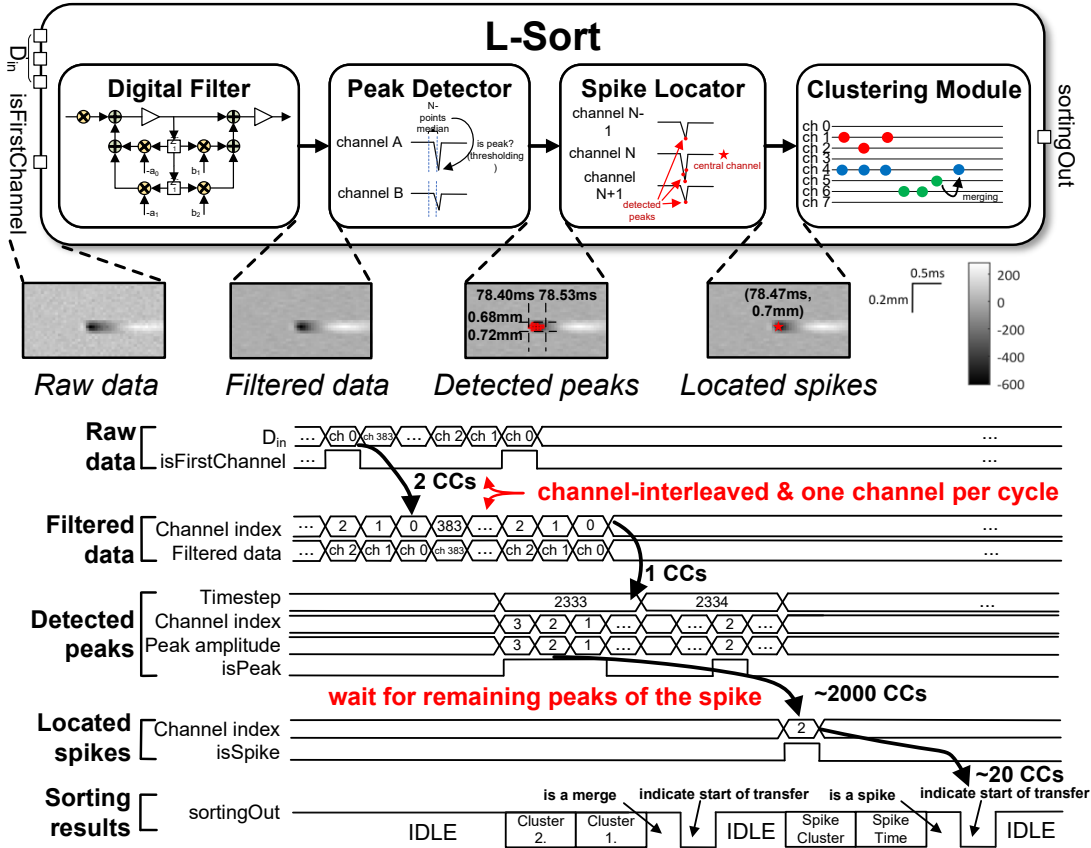 L-Sort
D_in
isFirstChannel
sortingOut
Digital Filter
Z
-1
-a₀
b₁
Z
-1
-a₁
b₂
Peak Detector
N-
points
median
channel A
is peak?
(thresholding
)
channel B
Spike Locator
channel N-
1
channel N
central channel
channel
N+1
detected
peaks
Clustering Module
ch 0
ch 1
ch 2
ch 3
ch 4
ch 5
ch 6
ch 7
merging
78.40ms 78.53ms
0.68mm
0.72mm
(78.47ms,
0.7mm)
0.5ms
0.2mm
200
0
-200
-400
-600
Raw data
Filtered data
Detected peaks
Located spikes
Raw
data
D_in
... ch 0 ch 383 ... ch 2 ch 1 ch 0 ...
isFirstChannel
...
2 CCs
channel-interleaved & one channel per cycle
Filtered
data
Channel index
... 2 1 0 383 ... 2 1 0 ...
Filtered data
... ch 2 ch 1 ch 0 ch 383 ... ch 2 ch 1 ch 0
1 CCs
Detected
peaks
Timestep
2333 2334 ...
Channel index
3 2 1 ... ... 2 ...
Peak amplitude
3 2 1 ... ... 2 ...
isPeak
wait for remaining peaks of the spike
~2000 CCs
Located
spikes
Channel index
2
isSpike
~20 CCs
Sorting
results
sortingOut
is a merge
indicate start of transfer
is a spike
indicate start of transfer
IDLE
Cluster
2.
Cluster
1.
IDLE
Spike
Cluster
Spike
Time
IDLE